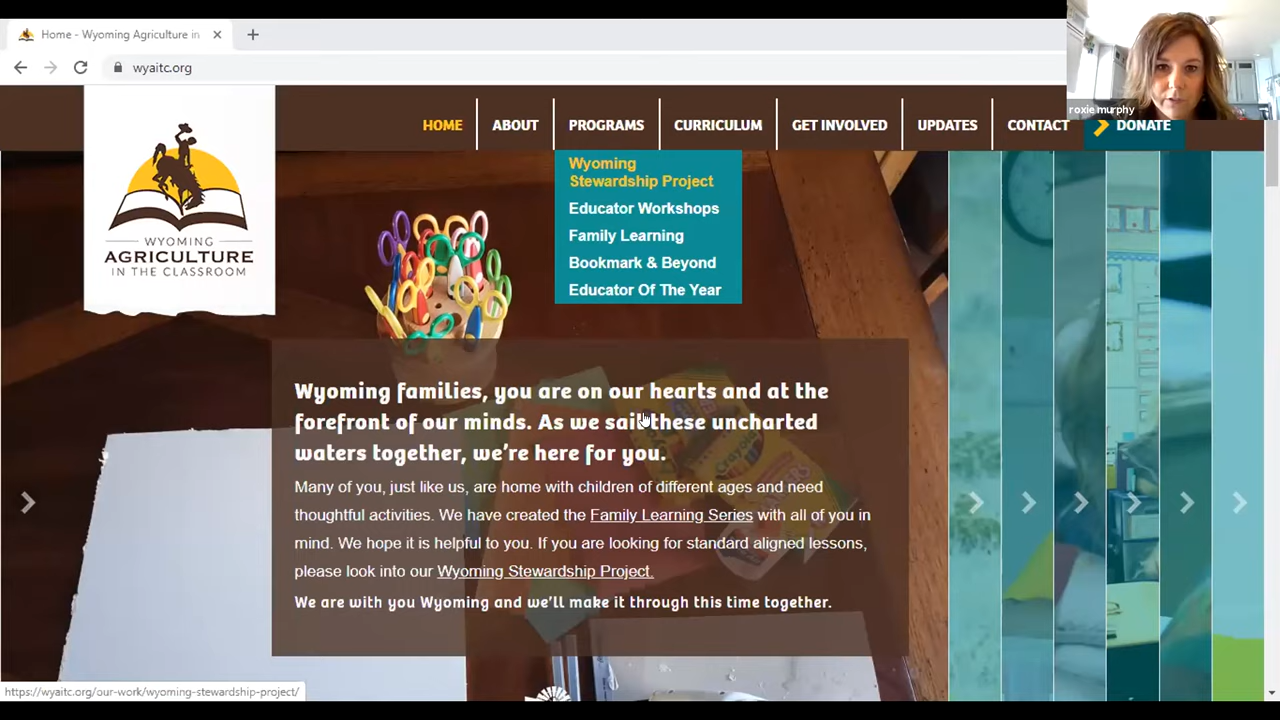 Home - Wyoming Agriculture in
wyaitc.org
roxie murphy
HOME
ABOUT
PROGRAMS
CURRICULUM
GET INVOLVED
UPDATES
CONTACT
DONATE
WYOMING
AGRICULTURE
IN THE CLASSROOM
Wyoming
Stewardship Project
Educator Workshops
Family Learning
Bookmark & Beyond
Educator Of The Year
Wyoming families, you are on our hearts and at the
forefront of our minds. As we sail these uncharted
waters together, we're here for you.
Many of you, just like us, are home with children of different ages and need
thoughtful activities. We have created the Family Learning Series with all of you in
mind. We hope it is helpful to you. If you are looking for standard aligned lessons,
please look into our Wyoming Stewardship Project.
We are with you Wyoming and we'll make it through this time together.
https://wyaitc.org/our-work/wyoming-stewardship-project/